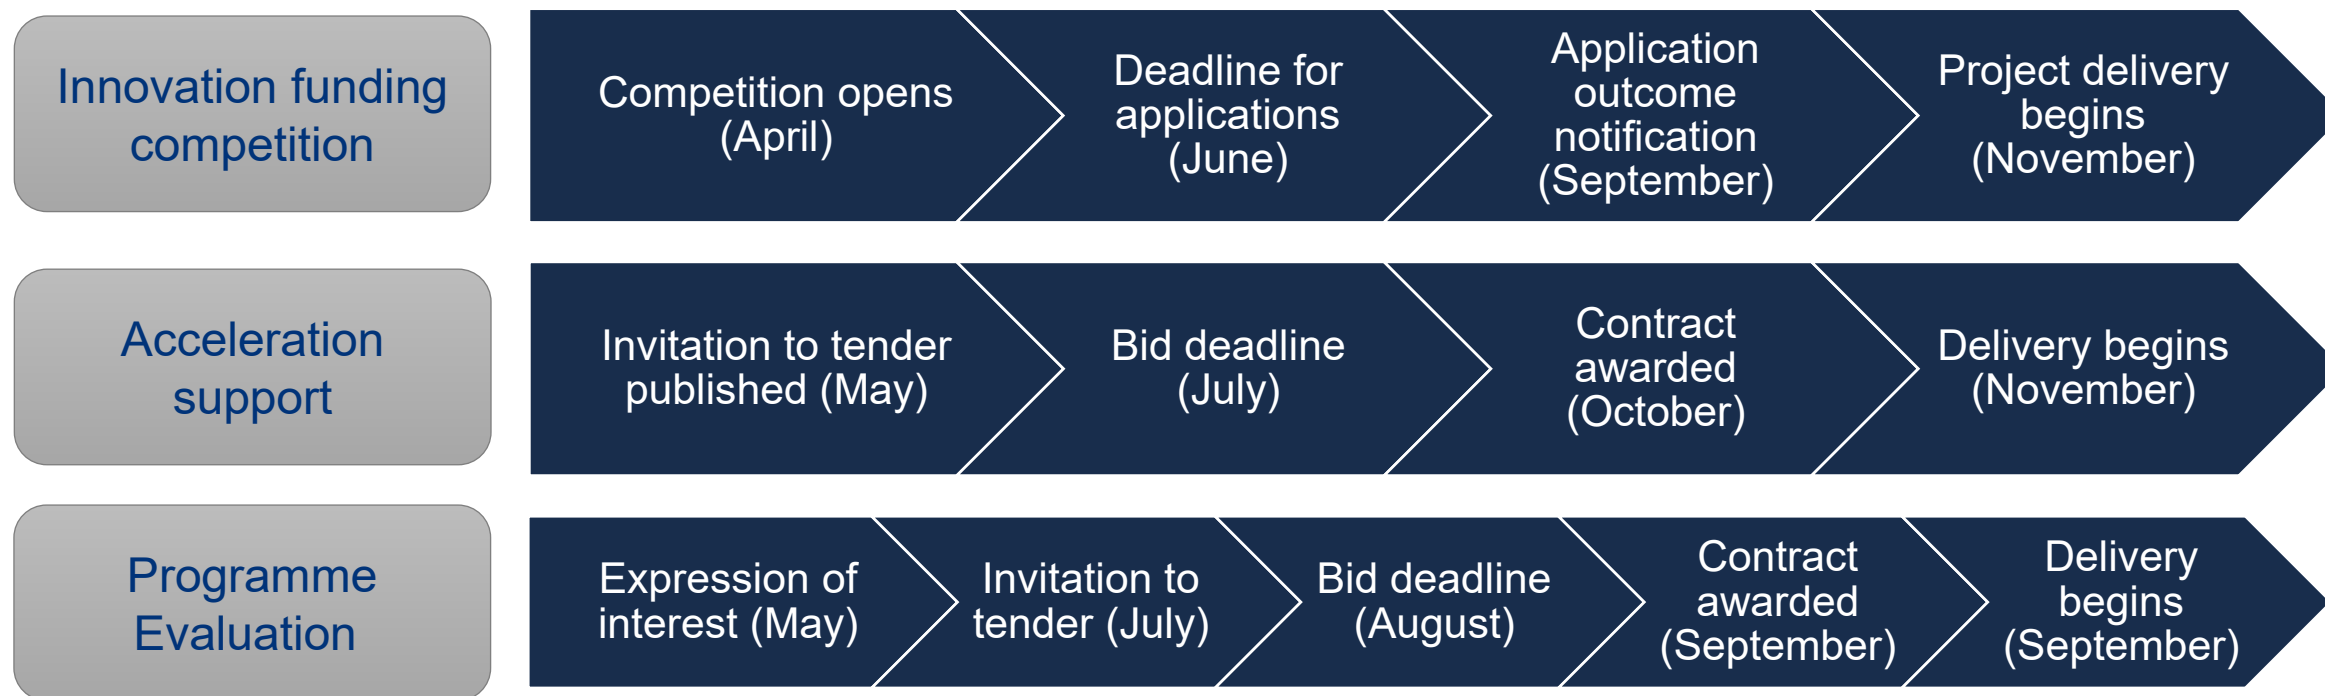 Innovation funding
competition
Competition opens
(April)
Deadline for
applications
(June)
Application
outcome
notification
(September)
Project delivery
begins
(November)
Acceleration
support
Invitation to tender
published (May)
Bid deadline
(July)
Contract
awarded
(October)
Delivery begins
(November)
Programme
Evaluation
Expression of
interest (May)
Invitation to
tender (July)
Bid deadline
(August)
Contract
awarded
(September)
Delivery
begins
(September)